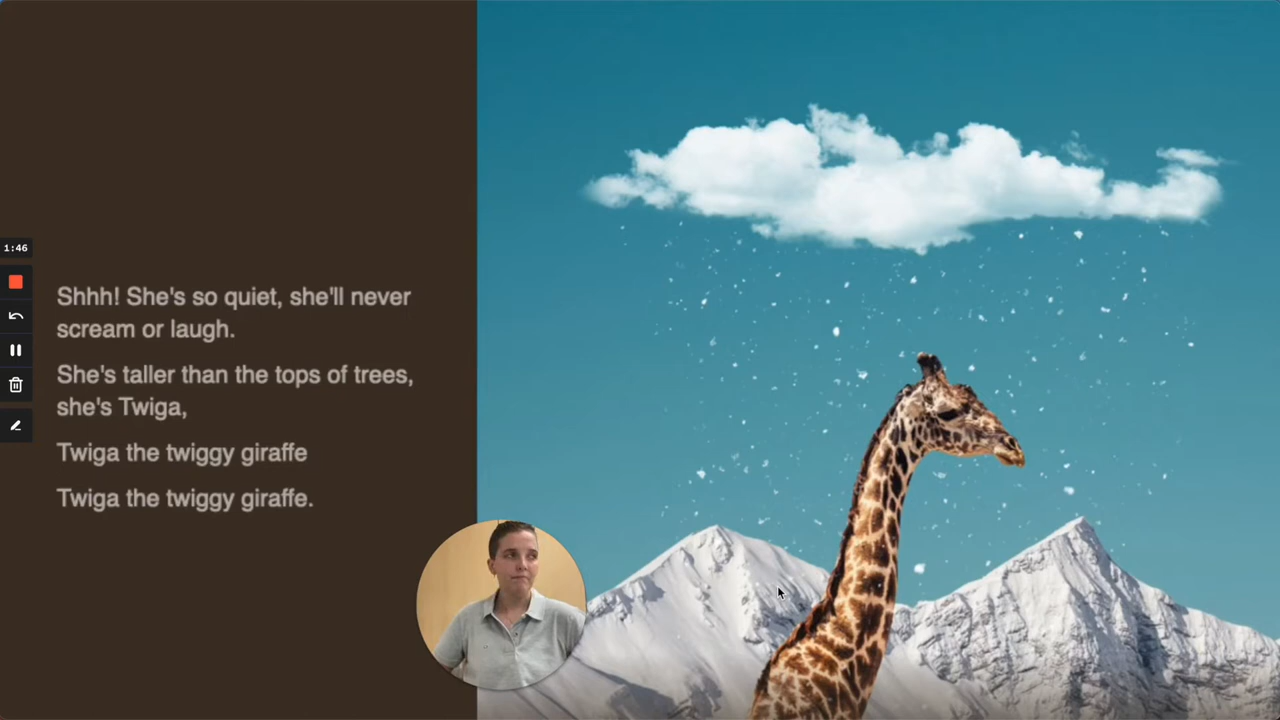 1:46
Shhh! She's so quiet, she'll never
scream or laugh.
She's taller than the tops of trees,
she's Twiga,
Twiga the twiggy giraffe
Twiga the twiggy giraffe.